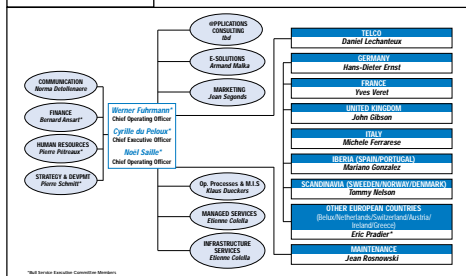 @PPLICATIONS
CONSULTING
tbd
E-SOLUTIONS
Armand Malka
MARKETING
Jean Segonds
COMMUNICATION
Norma Detollenaere
FINANCE
Bernard Ansart*
HUMAN RESOURCES
Pierre Pétreaux*
STRATEGY & DEVPMT
Pierre Schmitt*
Werner Fuhrmann*
Chief Operating Officer
Cyrille du Peloux*
Chief Executive Officer
Noël Saille*
Chief Operating Officer
Op. Processes & M.I.S
Klaus Dueckers
MANAGED SERVICES
Etienne Colella
INFRASTRUCTURE
SERVICES
Etienne Colella
TELCO
Daniel Lechanteux
GERMANY
Hans-Dieter Ernst
FRANCE
Yves Veret
UNITED KINGDOM
John Gibson
ITALY
Michele Ferrarese
IBERIA (SPAIN/PORTUGAL)
Mariano Gonzalez
SCANDINAVIA (SWEDEN/NORWAY/DENMARK)
Tommy Nelson
OTHER EUROPEAN COUNTRIES
(Belux/Netherlands/Switzerland/Austria/
Ireland/Greece)
Eric Pradier*
MAINTENANCE
Jean Rosnowski
*Bull Service Executive Committee Members